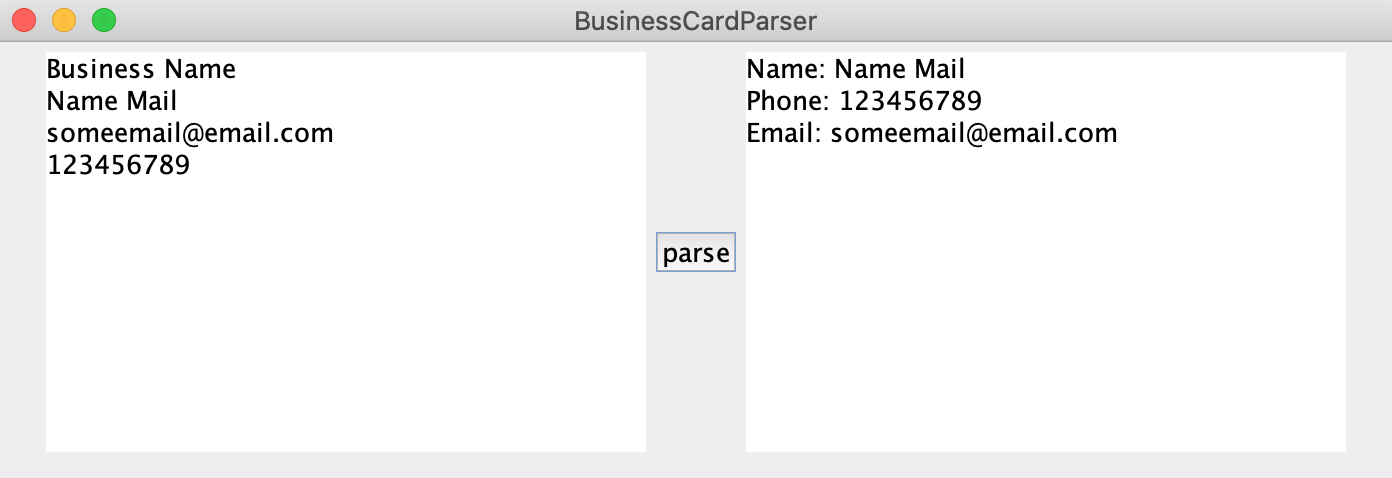 BusinessCardParser
Business Name
Name Mail
someemail@email.com
123456789
parse
Name: Name Mail
Phone: 123456789
Email: someemail@email.com